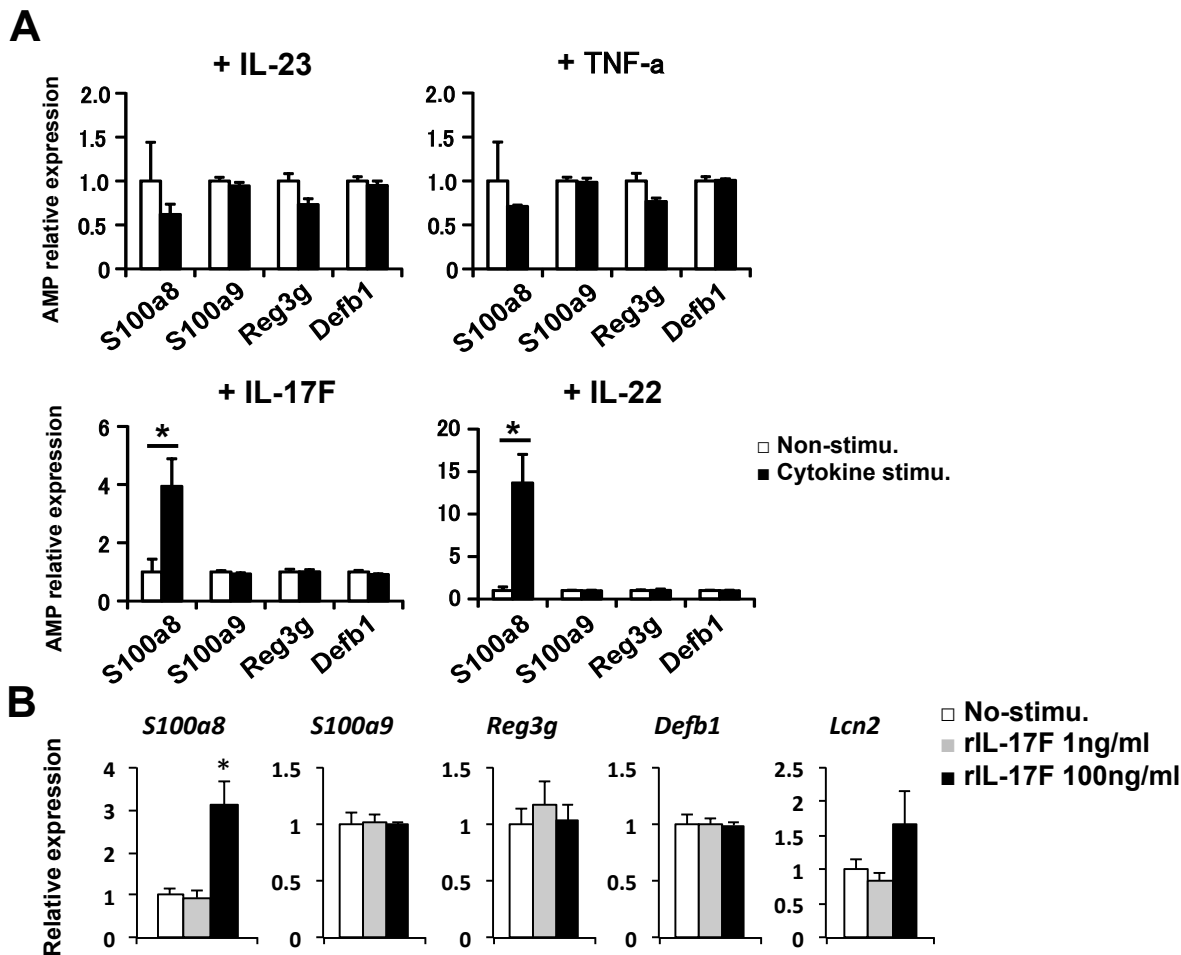 A
+ IL-23
+ TNF-a
AMP relative expression
2.0
1.5
1.0
0.5
0
S100a8
S100a9
Reg3g
Defb1
2.0
1.5
1.0
0.5
0
S100a8
S100a9
Reg3g
Defb1
+ IL-17F
+ IL-22
AMP relative expression
6
4
2
0
*
S100a8
S100a9
Reg3g
Defb1
20
15
10
5
0
*
S100a8
S100a9
Reg3g
Defb1
□ Non-stimu.
■ Cytokine stimu.
B
S100a8
S100a9
Reg3g
Defb1
Lcn2
□ No-stimu.
■ rIL-17F 1ng/ml
■ rIL-17F 100ng/ml
Relative expression
4
3
2
1
0
*
1.5
1
0.5
0
1.5
1
0.5
0
1.5
1
0.5
0
2.5
2
1.5
1
0.5
0